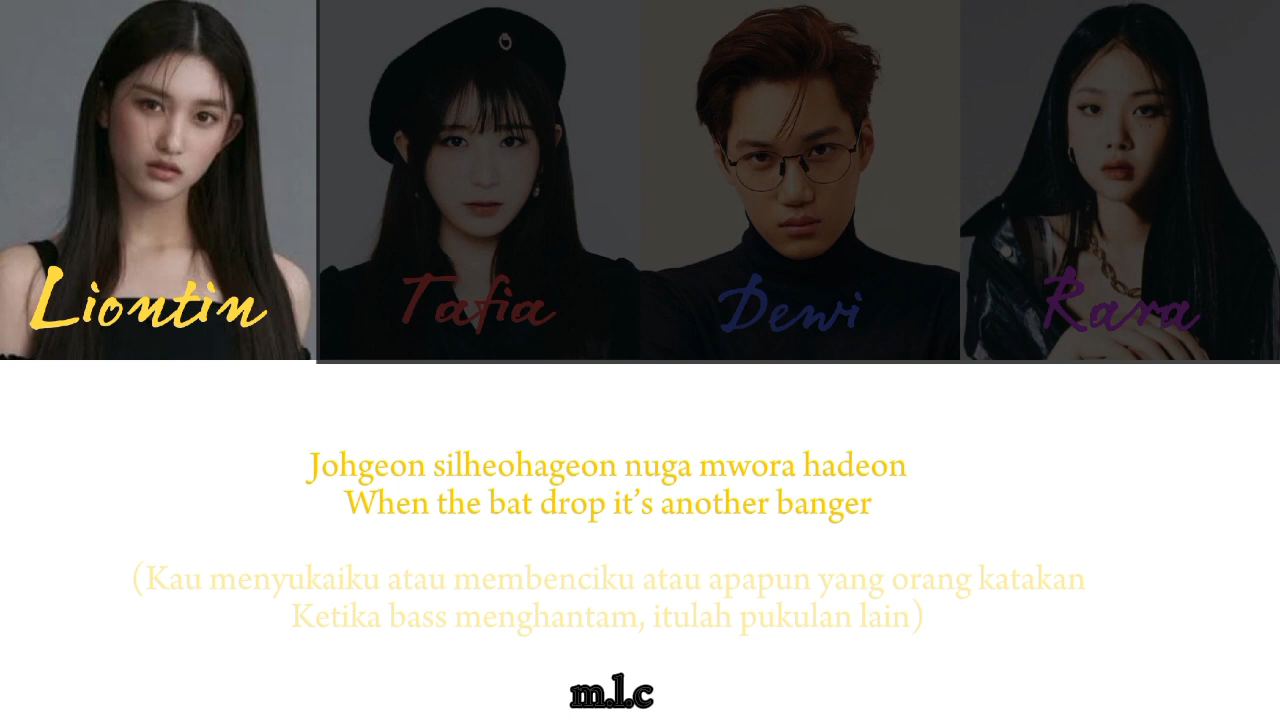 Liontin
Tafia
Dewi
Rara
Johgeon silheohageon nuga mwora hadeon
When the bat drop it’s another banger
(Kau menyukaiku atau membenciku atau apapun yang orang katakan
Ketika bass menghantam, itulah pukulan lain)
m.l.c